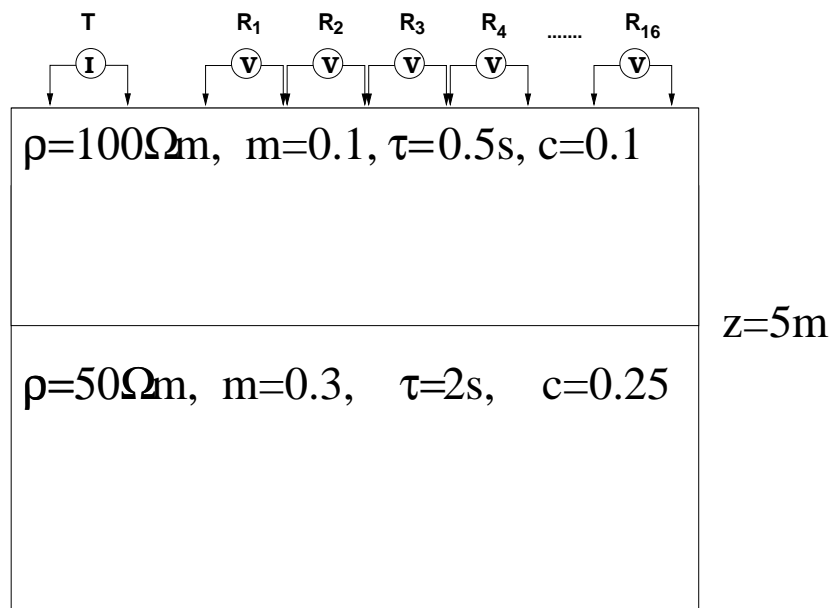 T R₁ R₂ R₃ R₄ ....... R₁₆
I V V V V V
ρ=100Ωm, m=0.1, τ=0.5s, c=0.1
z=5m
ρ=50Ωm, m=0.3, τ=2s, c=0.25